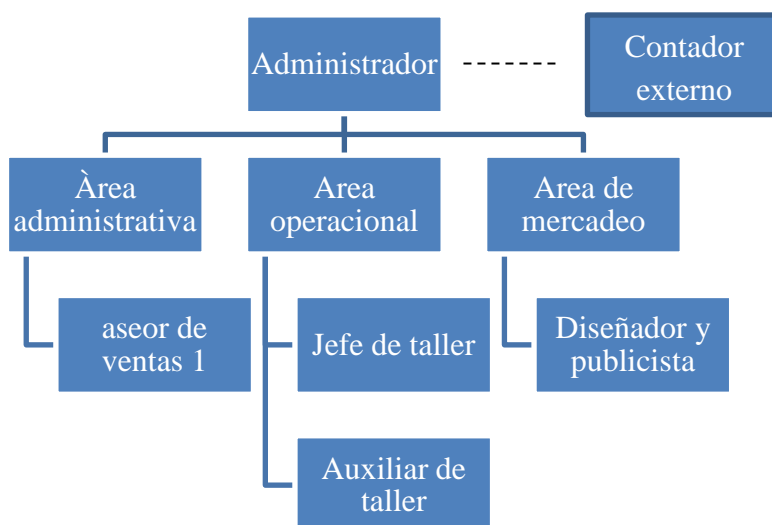 Administrador
Contador
externo
Àrea
administrativa
Area
operacional
Area de
mercadeo
aseor de
ventas 1
Jefe de taller
Diseñador y
publicista
Auxiliar de
taller